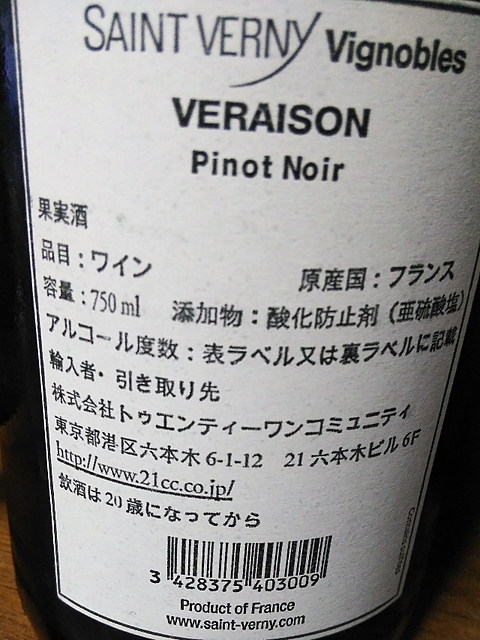 SAINT VERNY Vignobles
VERAISON
Pinot Noir
果実酒
品目：ワイン 原産国：フランス
容量：750 ml 添加物：酸化防止剤（亜硫酸塩）
アルコール度数：表ラベル又は裏ラベルに記載
輸入者・引き取り先
株式会社トゥエンティーワンコミュニティ
東京都港区六本木 6-1-12 21 六本木ビル 6F
http://www.21cc.co.jp/
飲酒は20歳になってから
3 428375 403009
Product of France
www.saint-verny.com